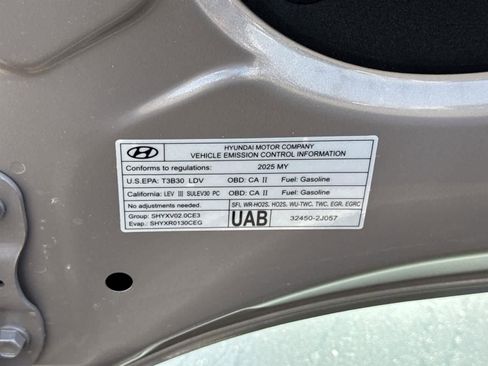 HYUNDAI MOTOR COMPANY
VEHICLE EMISSION CONTROL INFORMATION
Conforms to regulations: 2025 MY
U.S.EPA: T3B30 LDV OBD: CA II Fuel: Gasoline
California: LEV III SULEV30 PC OBD: CA II Fuel: Gasoline
No adjustments needed. SFI, WR-HO2S, HO2S, WU-TWC, TWC, EGR, EGRC
Group: SHYXV02.0CE3
Evap.: SHYXR0130CEG
UAB 32450-2J057